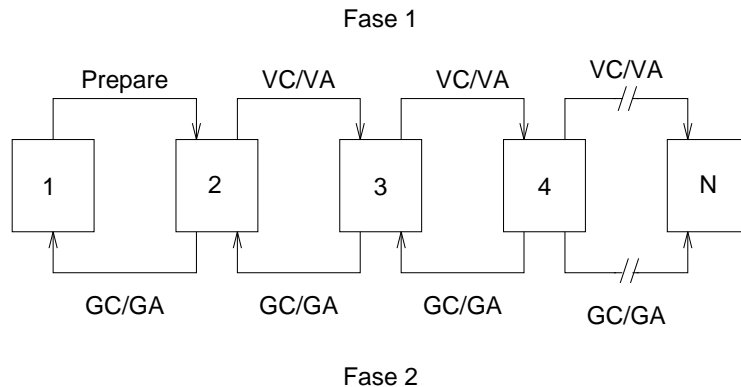 Fase 1
Prepare VC/VA VC/VA VC/VA
1 2 3 4 N
GC/GA GC/GA GC/GA GC/GA
Fase 2